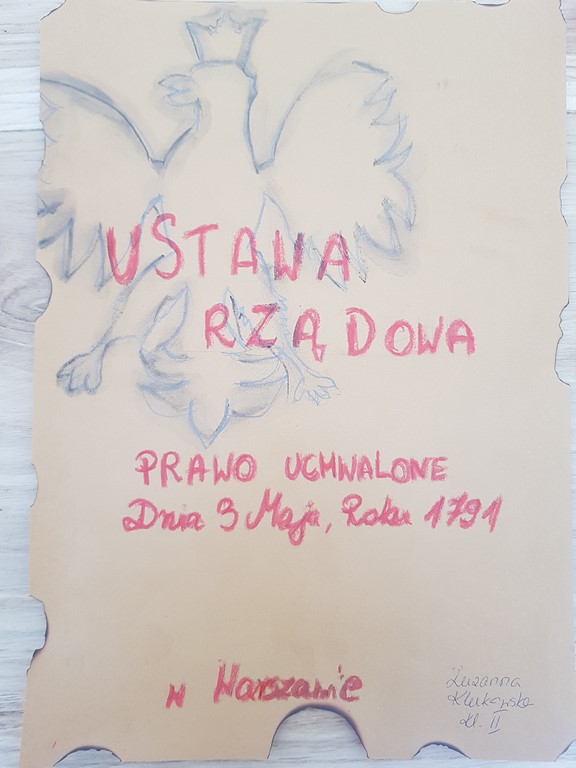 USTAWA
RZĄDOWA
PRAWO UCHWALONE
Dnia 3 Maja, Roku 1791
w Warszawie
Zuzanna
Klukowska
kl. II